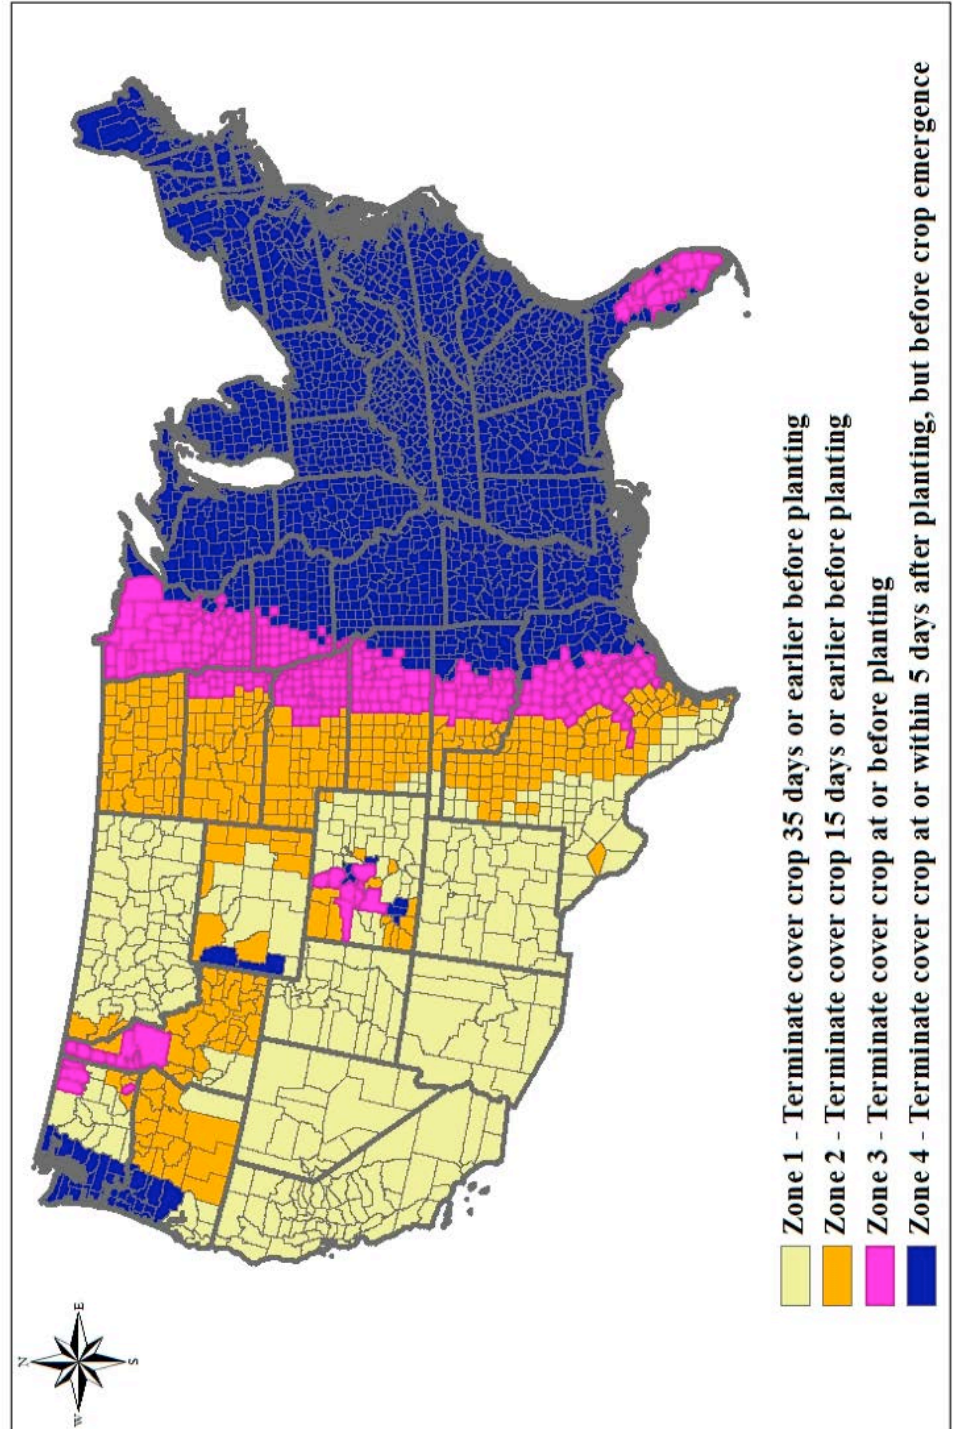 N
W
E
S
Zone 1 - Terminate cover crop 35 days or earlier before planting
Zone 2 - Terminate cover crop 15 days or earlier before planting
Zone 3 - Terminate cover crop at or before planting
Zone 4 - Terminate cover crop at or within 5 days after planting, but before crop emergence